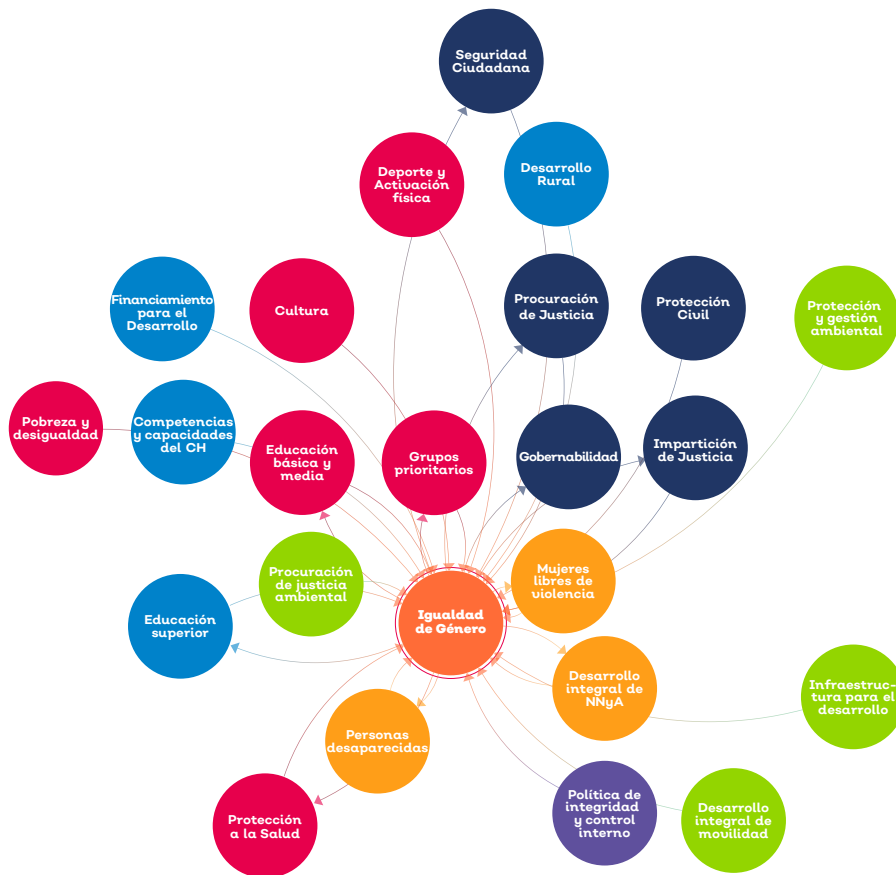 Seguridad
Ciudadana
Deporte y
Activación
física
Desarrollo
Rural
Financiamiento
para el
Desarrollo
Cultura
Procuración
de Justicia
Protección
Civil
Protección
y gestión
ambiental
Pobreza y
desigualdad
Competencias
y capacidades
del CH
Educación
básica y
media
Grupos
prioritarios
Gobernabilidad
Impartición
de Justicia
Procuración
de justicia
ambiental
Mujeres
libres de
violencia
Educación
superior
Igualdad
de Género
Desarrollo
integral de
NNyA
Infraestruc-
tura para el
desarrollo
Personas
desaparecidas
Protección
a la Salud
Política de
integridad
y control
interno
Desarrollo
integral de
movilidad